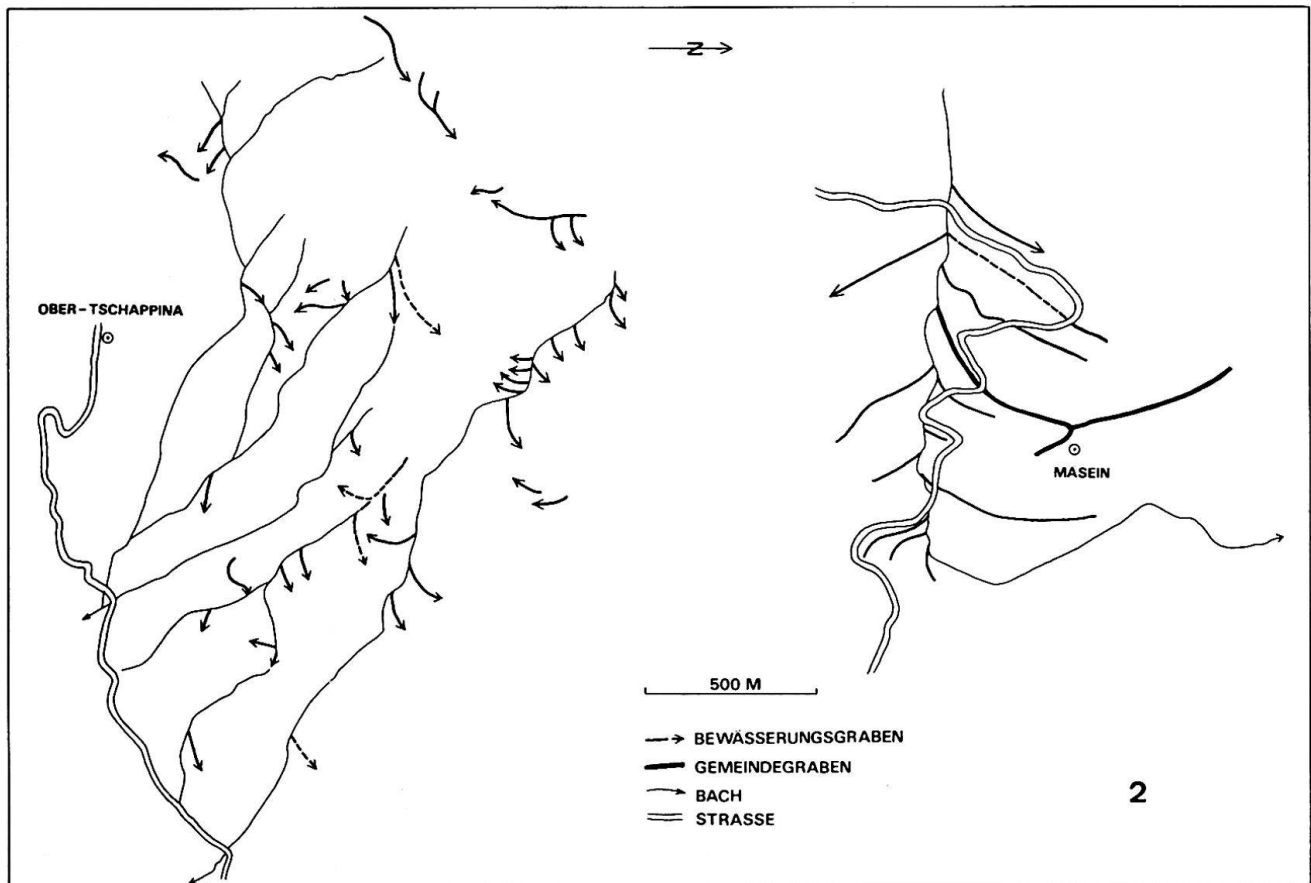 N
OBER-TSCHAPPINA
MASEIN
500 M
BEWÄSSERUNGSGRABEN
GEMEINDEGRABEN
BACH
STRASSE
2